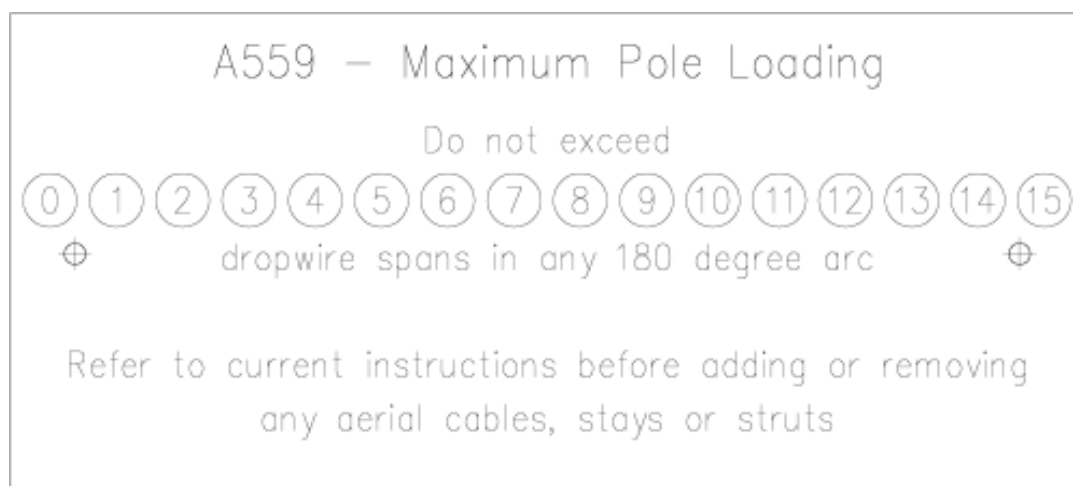 A559 – Maximum Pole Loading
Do not exceed
0 1 2 3 4 5 6 7 8 9 10 11 12 13 14 15
dropwire spans in any 180 degree arc
Refer to current instructions before adding or removing
any aerial cables, stays or struts